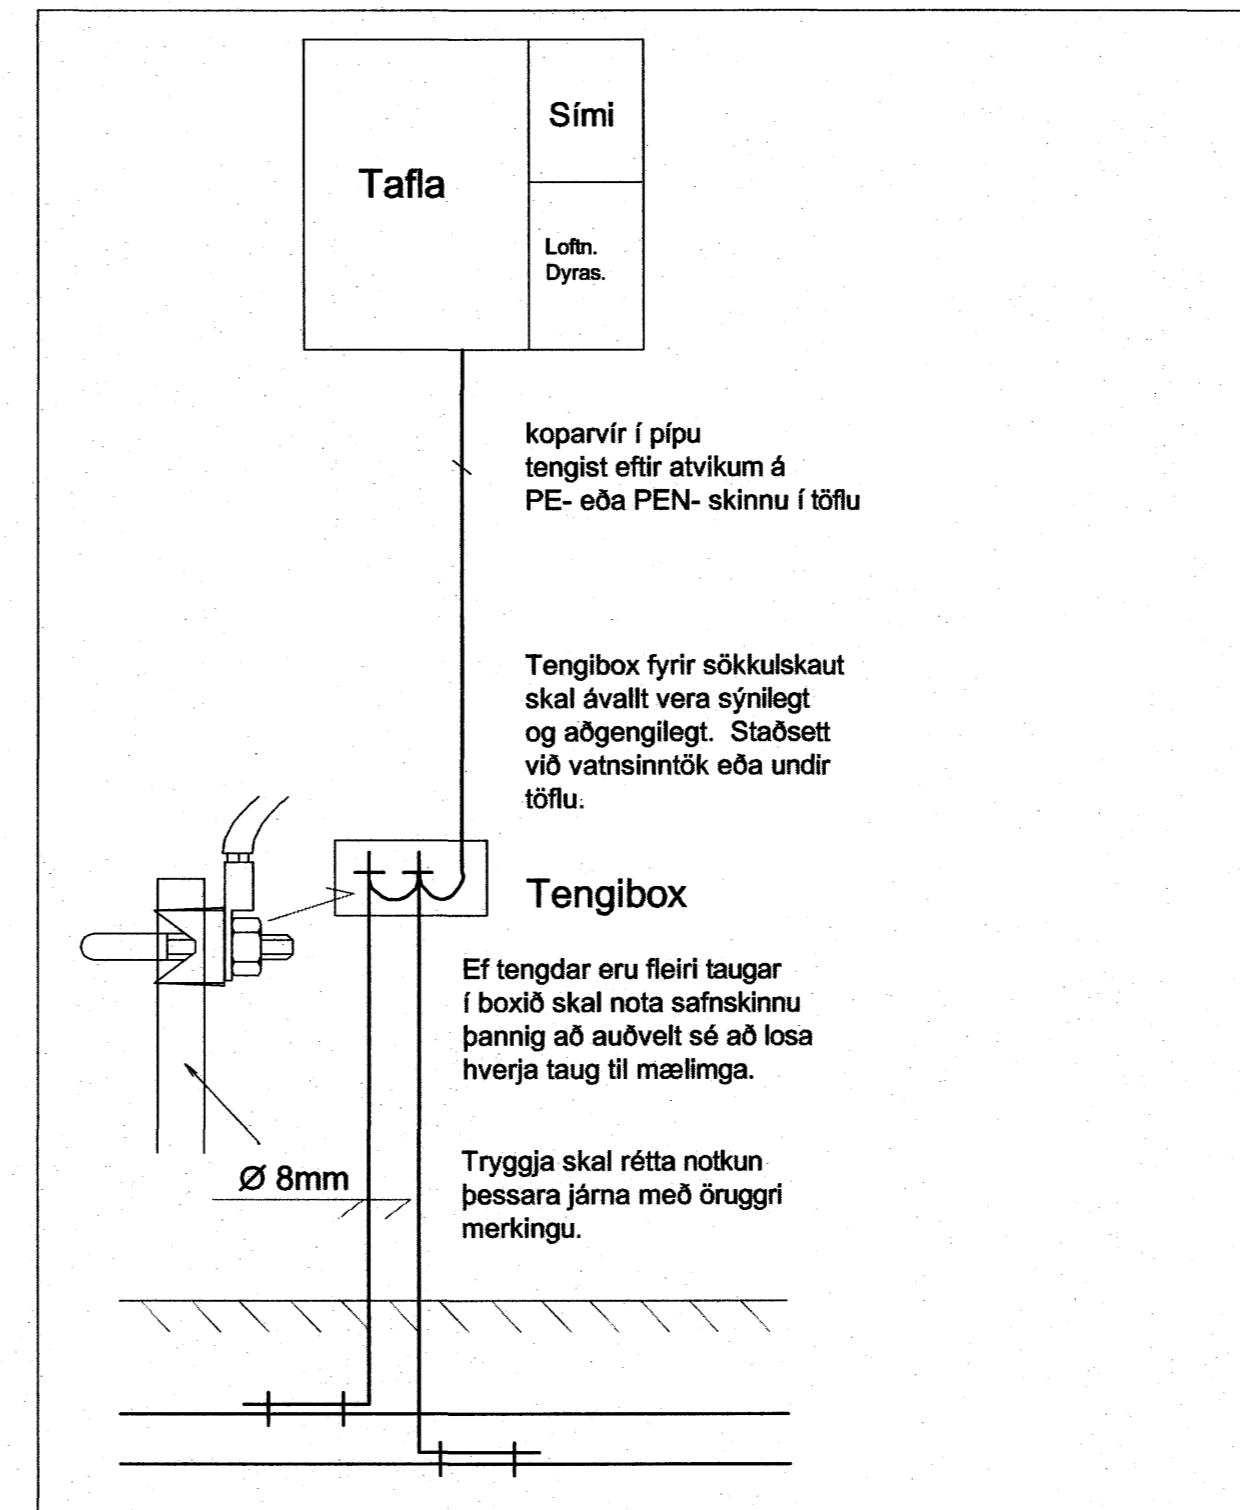 Sími
Tafla
Loftn.
Dyras.
koparvír í pípu
tengist eftir atvikum á
PE- eða PEN- skinnu í töflu
Tengibox fyrir sökkulskaut
skal ávallt vera sýnilegt
og aðgengilegt. Staðsett
við vatnsinntök eða undir
töflu.
Tengibox
Ef tengdar eru fleiri taugar
í boxið skal nota safnskinnu
þannig að auðvelt sé að losa
hverja taug til mælimga.
Ø 8mm
Tryggja skal rétta notkun
þessara járna með öruggri
merkingu.